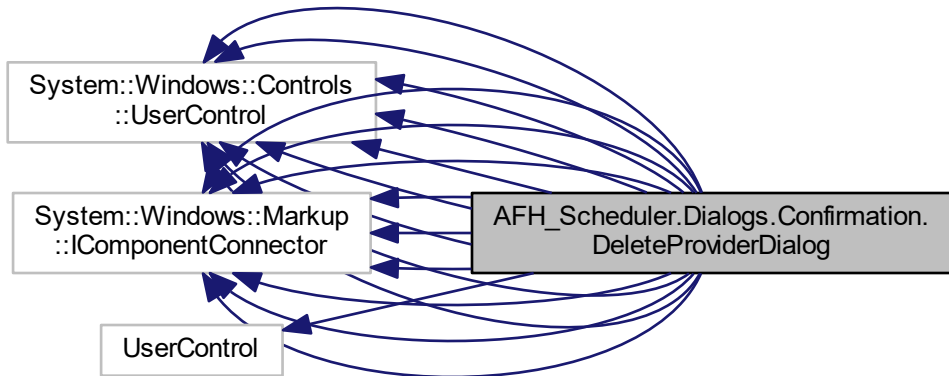 System::Windows::Controls
::UserControl
System::Windows::Markup
::IComponentConnector
AFH_Scheduler.Dialogs.Confirmation.
DeleteProviderDialog
UserControl